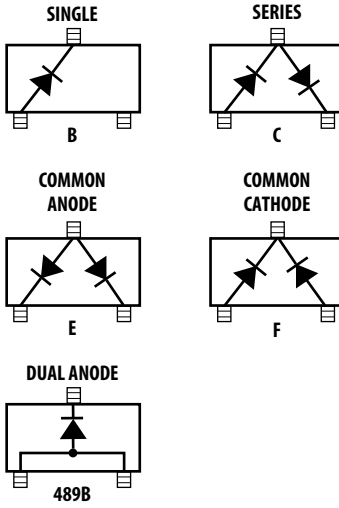 SINGLE
SERIES
B
C
COMMON
ANODE
COMMON
CATHODE
E
F
DUAL ANODE
489B